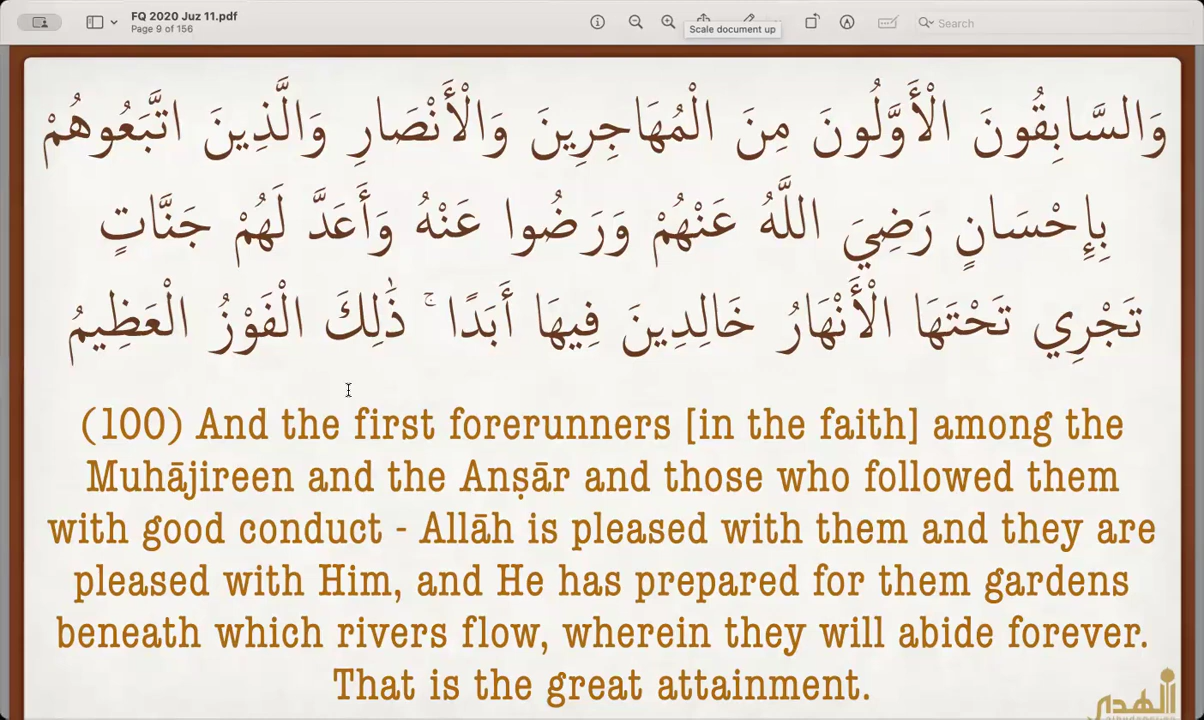 FQ 2020 Juz 11.pdf
Page 9 of 156
Search
Scale document up
وَالسَّابِقُونَ الْأَوَّلُونَ مِنَ الْمُهَاجِرِينَ وَالْأَنْصَارِ وَالَّذِينَ اتَّبَعُوهُمْ
بِإِحْسَانٍ رَضِيَ اللَّهُ عَنْهُمْ وَرَضُوا عَنْهُ وَأَعَدَّ لَهُمْ جَنَّاتٍ
تَجْرِي تَحْتَهَا الْأَنْهَارُ خَالِدِينَ فِيهَا أَبَدًا ۚ ذَٰلِكَ الْفَوْزُ الْعَظِيمُ
(100) And the first forerunners [in the faith] among the
Muhājireen and the Anṣār and those who followed them
with good conduct - Allāh is pleased with them and they are
pleased with Him, and He has prepared for them gardens
beneath which rivers flow, wherein they will abide forever.
That is the great attainment.
الهدى